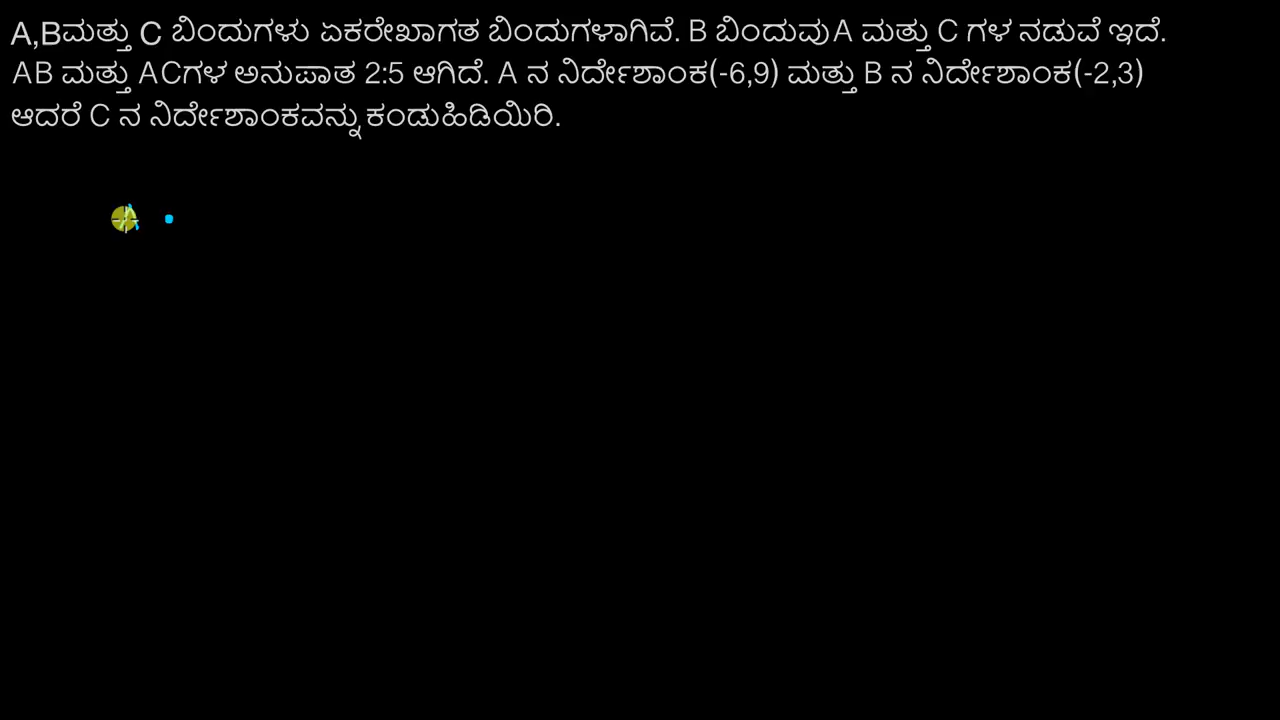 A,Bಮತ್ತು C ಬಿಂದುಗಳು ಏಕರೇಖಾಗತ ಬಿಂದುಗಳಾಗಿವೆ. B ಬಿಂದುವುA ಮತ್ತು C ಗಳ ನಡುವೆ ಇದೆ.
AB ಮತ್ತು ACಗಳ ಅನುಪಾತ 2:5 ಆಗಿದೆ. A ನ ನಿರ್ದೇಶಾಂಕ(-6,9) ಮತ್ತು B ನ ನಿರ್ದೇಶಾಂಕ(-2,3)
ಆದರೆ C ನ ನಿರ್ದೇಶಾಂಕವನ್ನು ಕಂಡುಹಿಡಿಯಿರಿ.
A